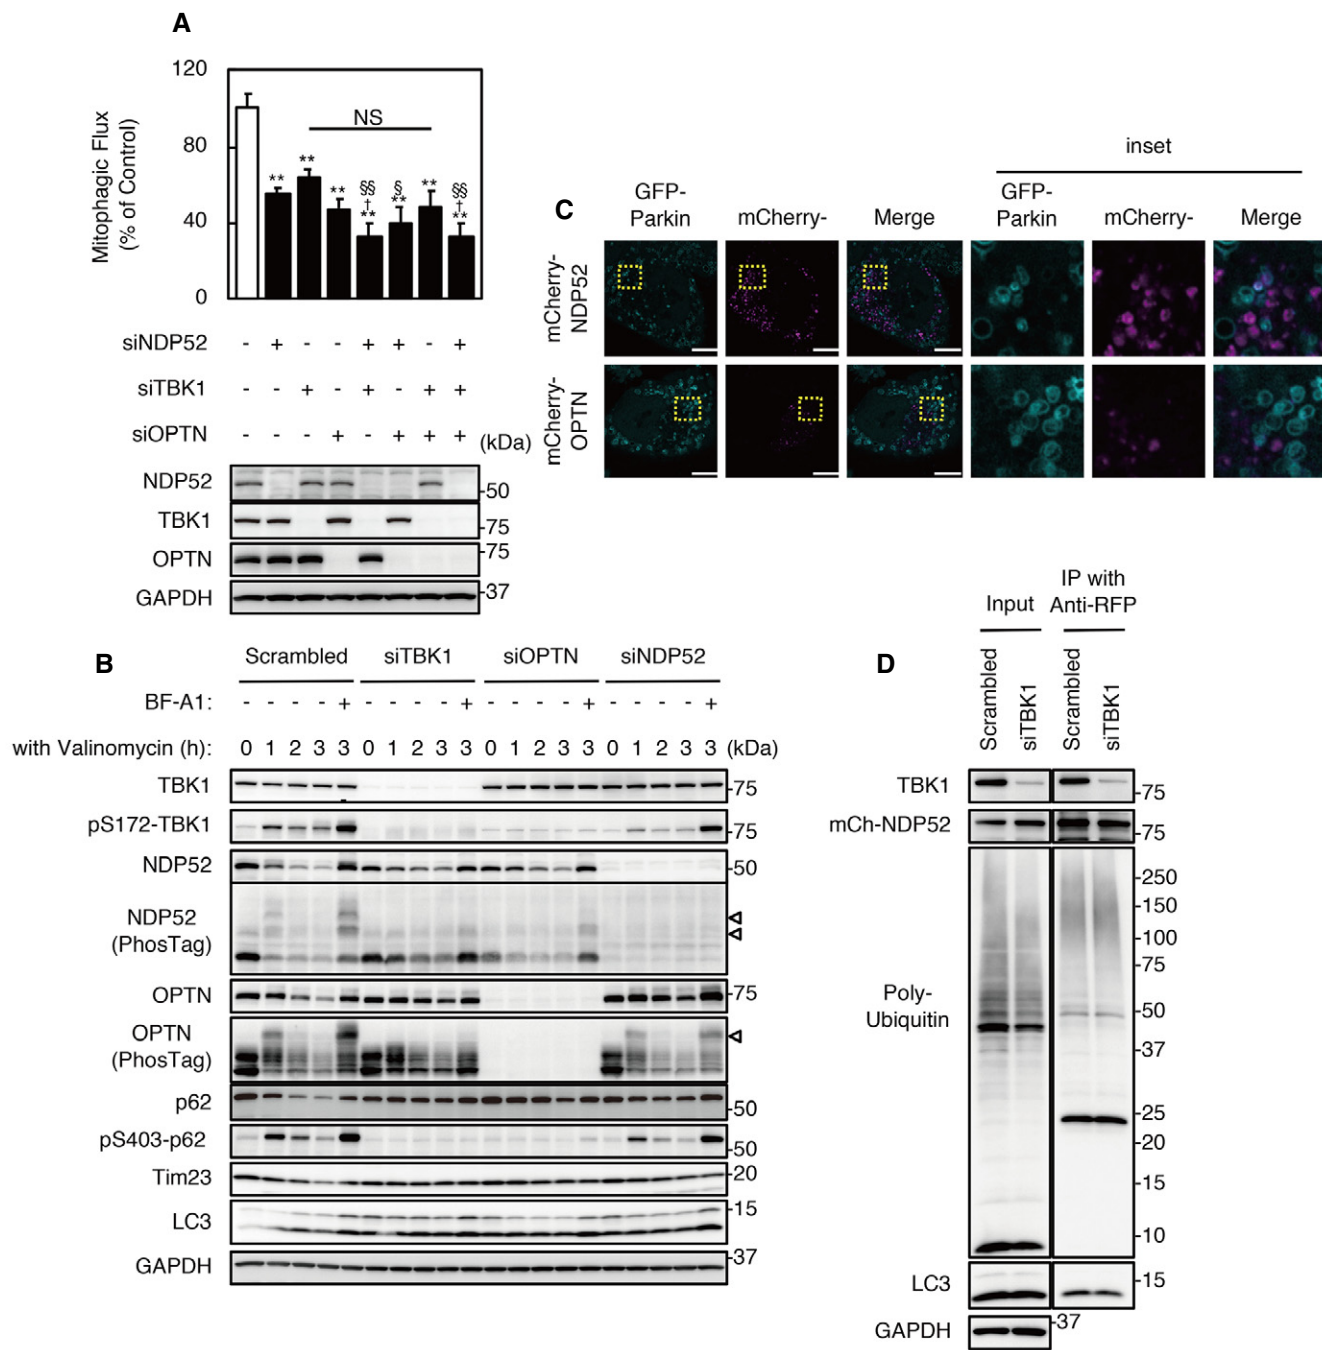 A
120
80
40
0
Mitophagic Flux
(% of Control)
NS
** ** ** §§ † ** § ** ** §§ † **
siNDP52 - + - - + + - +
siTBK1 - - + - + - + +
siOPTN - - - + - + + +
(kDa)
NDP52 -50
TBK1 -75
OPTN -75
GAPDH -37
C
inset
GFP-Parkin mCherry- Merge GFP-Parkin mCherry- Merge
mCherry-NDP52
mCherry-OPTN
B
Scrambled siTBK1 siOPTN siNDP52
BF-A1: - - - - + - - - - + - - - - + - - - - +
with Valinomycin (h): 0 1 2 3 3 0 1 2 3 3 0 1 2 3 3 0 1 2 3 3 (kDa)
TBK1 -75
pS172-TBK1 -75
NDP52 -50
NDP52
(PhosTag)
OPTN -75
OPTN
(PhosTag)
p62 -50
pS403-p62 -50
Tim23 -20
LC3 -15
GAPDH -37
D
Input
IP with
Anti-RFP
Scrambled siTBK1 Scrambled siTBK1
TBK1 -75
mCh-NDP52 -75
Poly-
Ubiquitin
-250
-150
-100
-75
-50
-37
-25
-20
-15
-10
LC3 -15
GAPDH -37